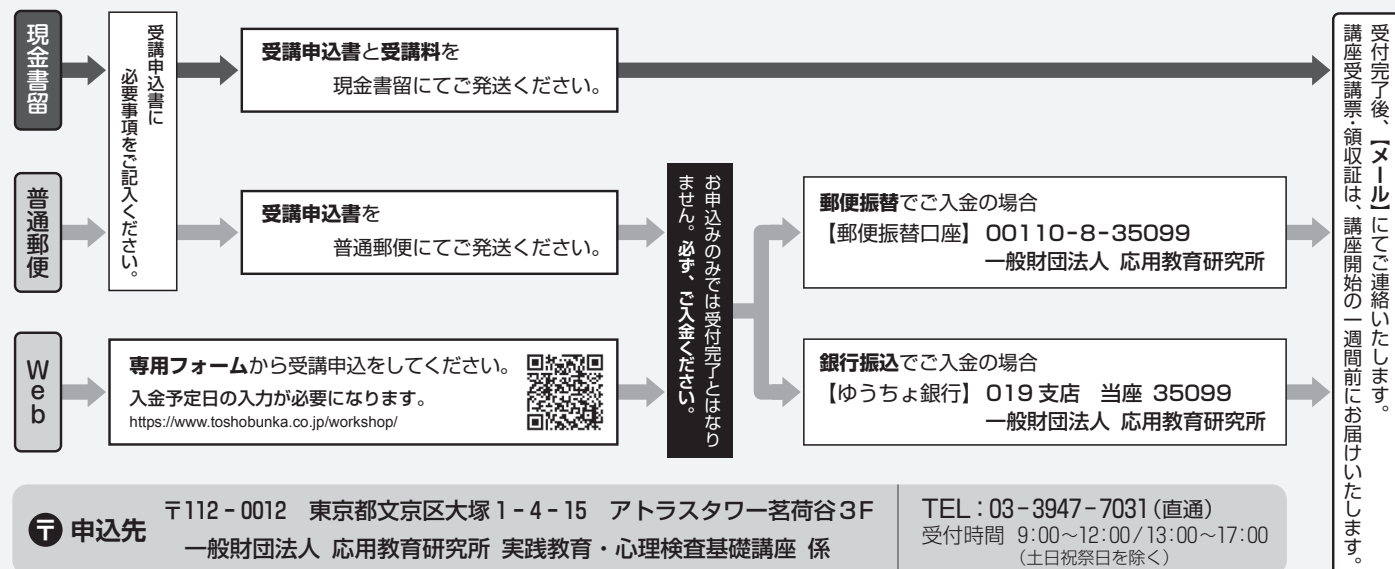 現金書留
受講申込書に
必要事項をご記入ください。
受講申込書と受講料を
現金書留にてご発送ください。
普通郵便
受講申込書を
普通郵便にてご発送ください。
Web
専用フォームから受講申込をしてください。
入金予定日の入力が必要になります。
https://www.toshobunka.co.jp/workshop/
お申込みのみでは受付完了とはなり
ません。必ず、ご入金ください。
郵便振替でご入金の場合
【郵便振替口座】 00110-8-35099
一般財団法人 応用教育研究所
銀行振込でご入金の場合
【ゆうちょ銀行】 019支店 当座 35099
一般財団法人 応用教育研究所
受付完了後、【メール】にてご連絡いたします。
講座受講票・領収証は、講座開始の一週間前にお届けいたします。
〒 申込先
〒112-0012 東京都文京区大塚1-4-15 アトラスタワー茗荷谷3F
一般財団法人 応用教育研究所 実践教育・心理検査基礎講座 係
TEL:03-3947-7031(直通)
受付時間 9:00~12:00/13:00~17:00
(土日祝祭日を除く)